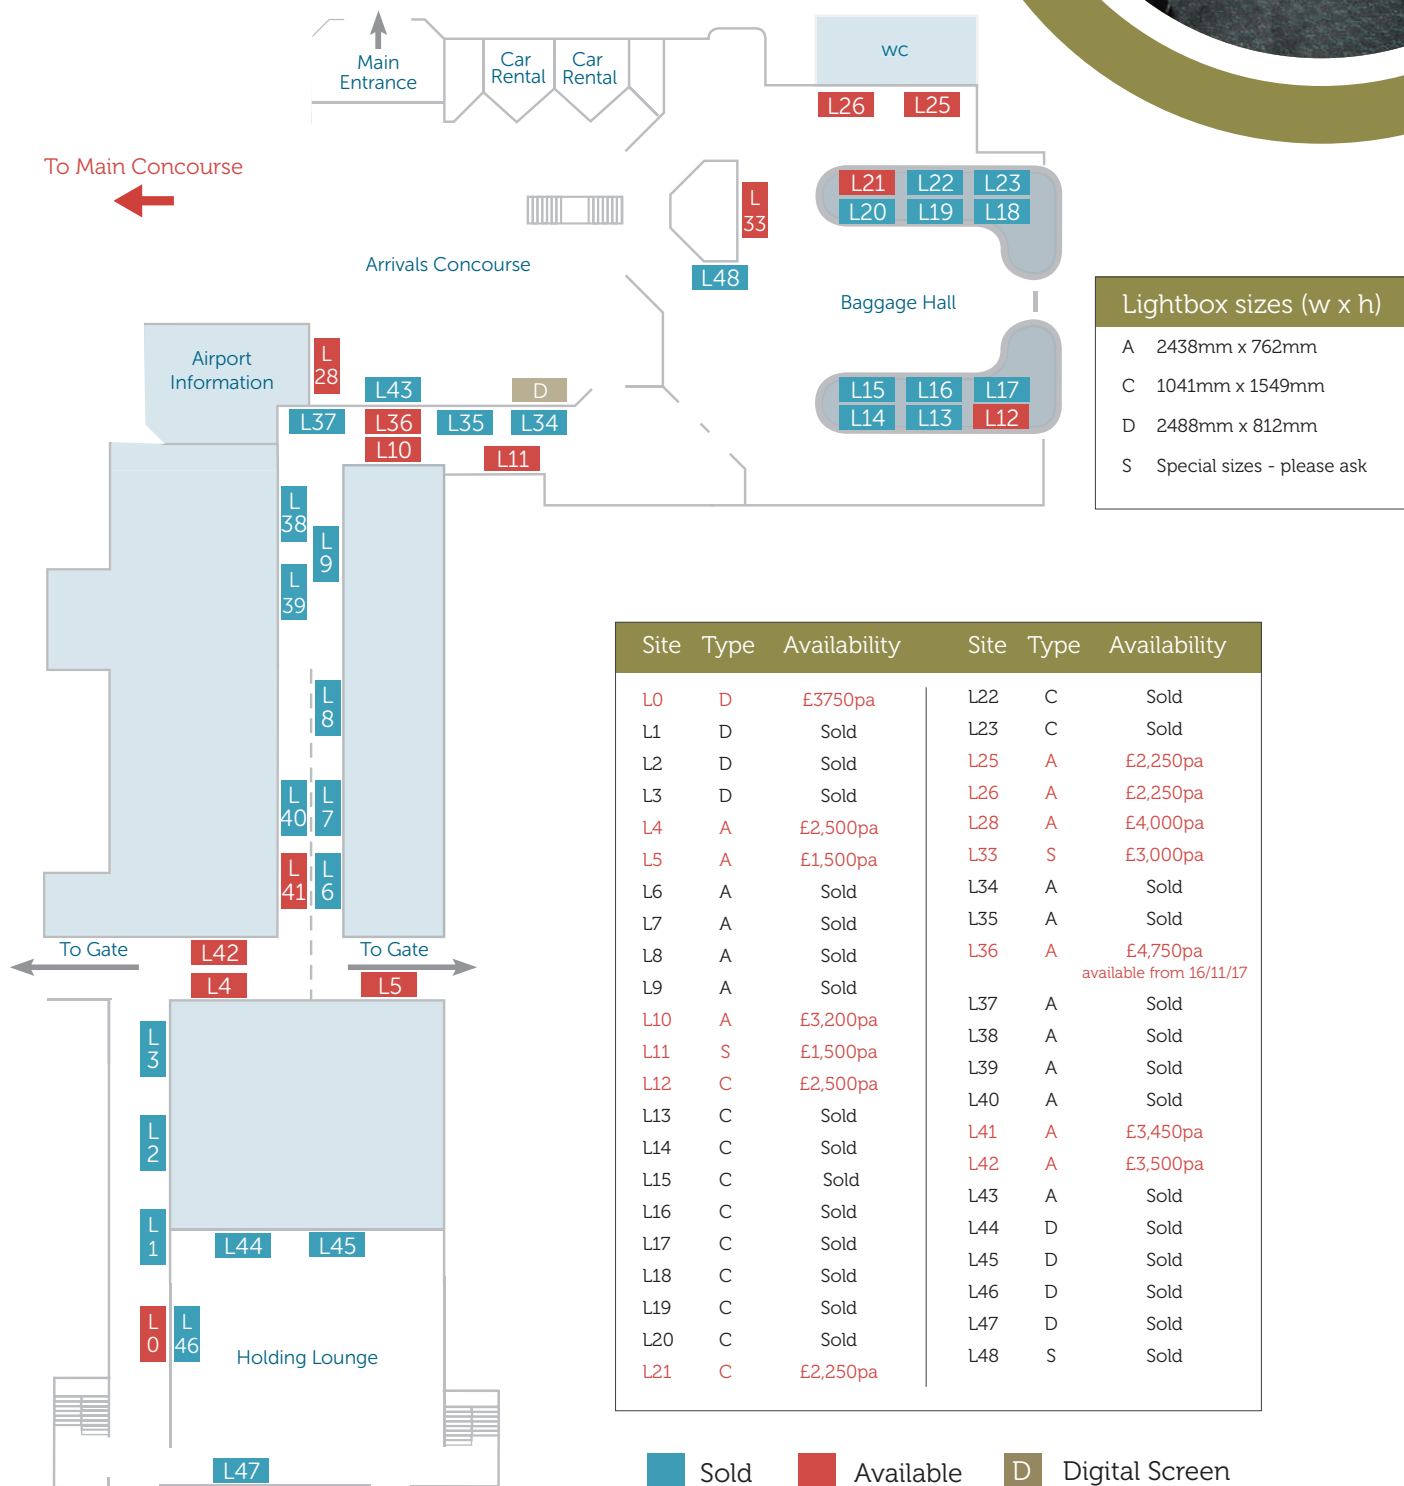 Main
Entrance
Car
Rental
Car
Rental
wc
L26
L25
To Main Concourse
L21
L22
L23
L20
L19
L18
L
33
Arrivals Concourse
L48
Baggage Hall
Lightbox sizes (w x h)
A 2438mm x 762mm
C 1041mm x 1549mm
D 2488mm x 812mm
S Special sizes - please ask
Airport
Information
L
28
L43
D
L37
L36
L35
L34
L10
L11
L15
L16
L17
L14
L13
L12
L
38
L
9
L
39
L
8
L
40
L
7
L
41
L
6
To Gate
L42
To Gate
L4
L5
L
3
L
2
L
1
L44
L45
L
0
L
46
Holding Lounge
L47
Site Type Availability
L0 D £3750pa
L1 D Sold
L2 D Sold
L3 D Sold
L4 A £2,500pa
L5 A £1,500pa
L6 A Sold
L7 A Sold
L8 A Sold
L9 A Sold
L10 A £3,200pa
L11 S £1,500pa
L12 C £2,500pa
L13 C Sold
L14 C Sold
L15 C Sold
L16 C Sold
L17 C Sold
L18 C Sold
L19 C Sold
L20 C Sold
L21 C £2,250pa
Site Type Availability
L22 C Sold
L23 C Sold
L25 A £2,250pa
L26 A £2,250pa
L28 A £4,000pa
L33 S £3,000pa
L34 A Sold
L35 A Sold
L36 A £4,750pa
available from 16/11/17
L37 A Sold
L38 A Sold
L39 A Sold
L40 A Sold
L41 A £3,450pa
L42 A £3,500pa
L43 A Sold
L44 D Sold
L45 D Sold
L46 D Sold
L47 D Sold
L48 S Sold
Sold
Available
D Digital Screen